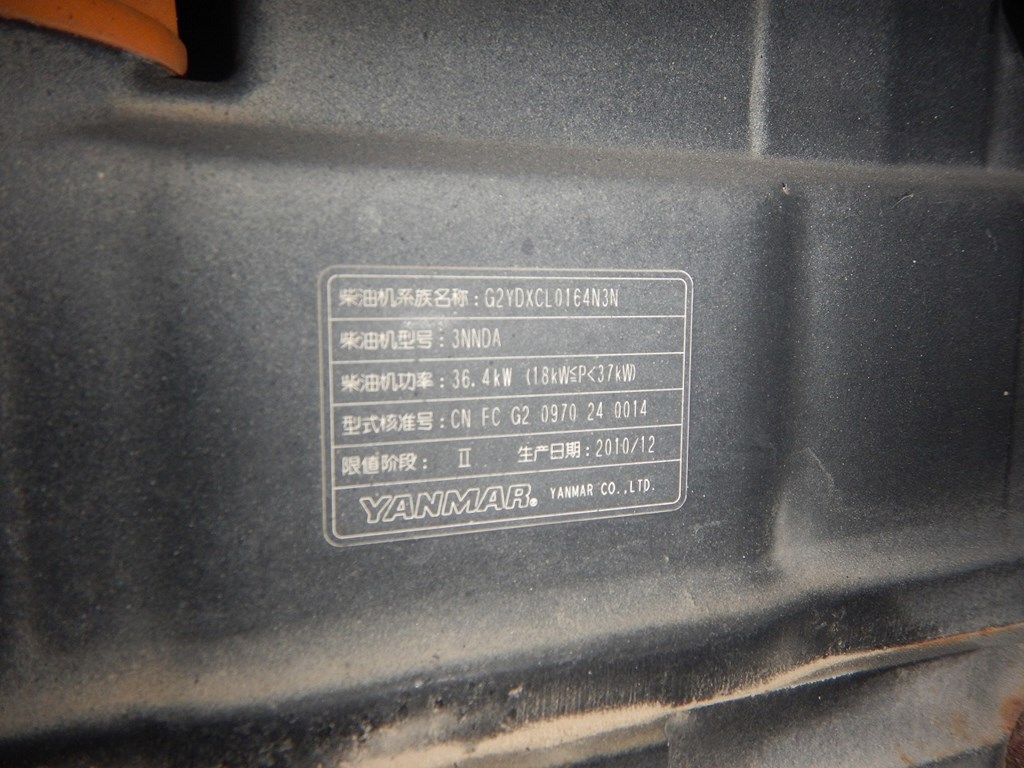 柴油机系族名称:G2YDXCL0164N3N
柴油机型号:3NNDA
柴油机功率:36.4kW (18kW≦P<37kW)
型式核准号:CN FC G2 0970 24 0014
限值阶段: Ⅱ 生产日期:2010/12
YANMAR® YANMAR CO.,LTD.